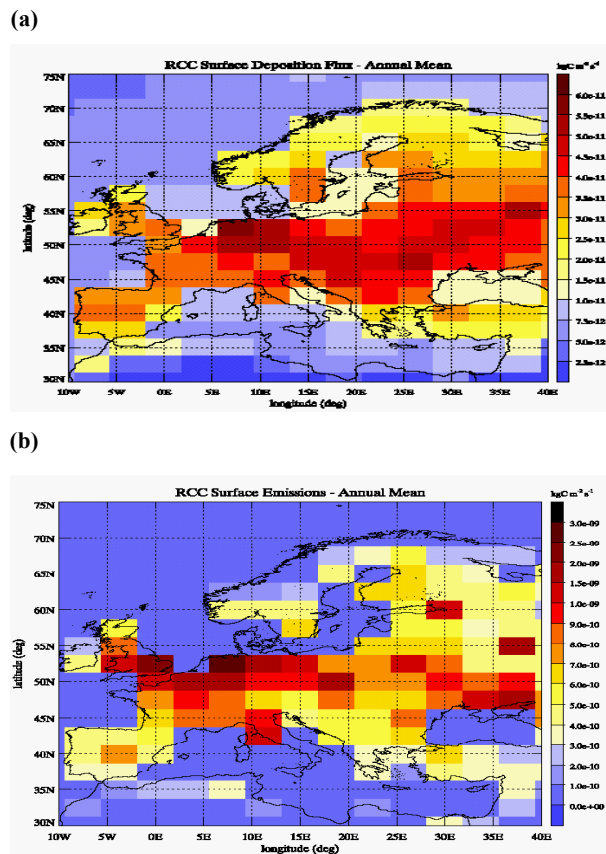 (a)
RCC Surface Deposition Flux - Annual Mean
kgC m⁻² s⁻¹
75N
70N
65N
60N
55N
50N
45N
40N
35N
30N
latitude (deg)
10W 5W 0E 5E 10E 15E 20E 25E 30E 35E 40E
longitude (deg)
6.0e-11
5.0e-11
4.5e-11
4.0e-11
3.5e-11
3.0e-11
2.5e-11
2.0e-11
1.5e-11
1.0e-11
7.5e-12
5.0e-12
2.5e-12
(b)
RCC Surface Emissions - Annual Mean
kgC m⁻² s⁻¹
75N
70N
65N
60N
55N
50N
45N
40N
35N
30N
latitude (deg)
10W 5W 0E 5E 10E 15E 20E 25E 30E 35E 40E
longitude (deg)
3.0e-09
2.5e-09
2.0e-09
1.5e-09
1.0e-09
9.0e-10
8.0e-10
7.0e-10
6.0e-10
5.0e-10
4.0e-10
3.0e-10
2.0e-10
1.0e-10
0.0e+00